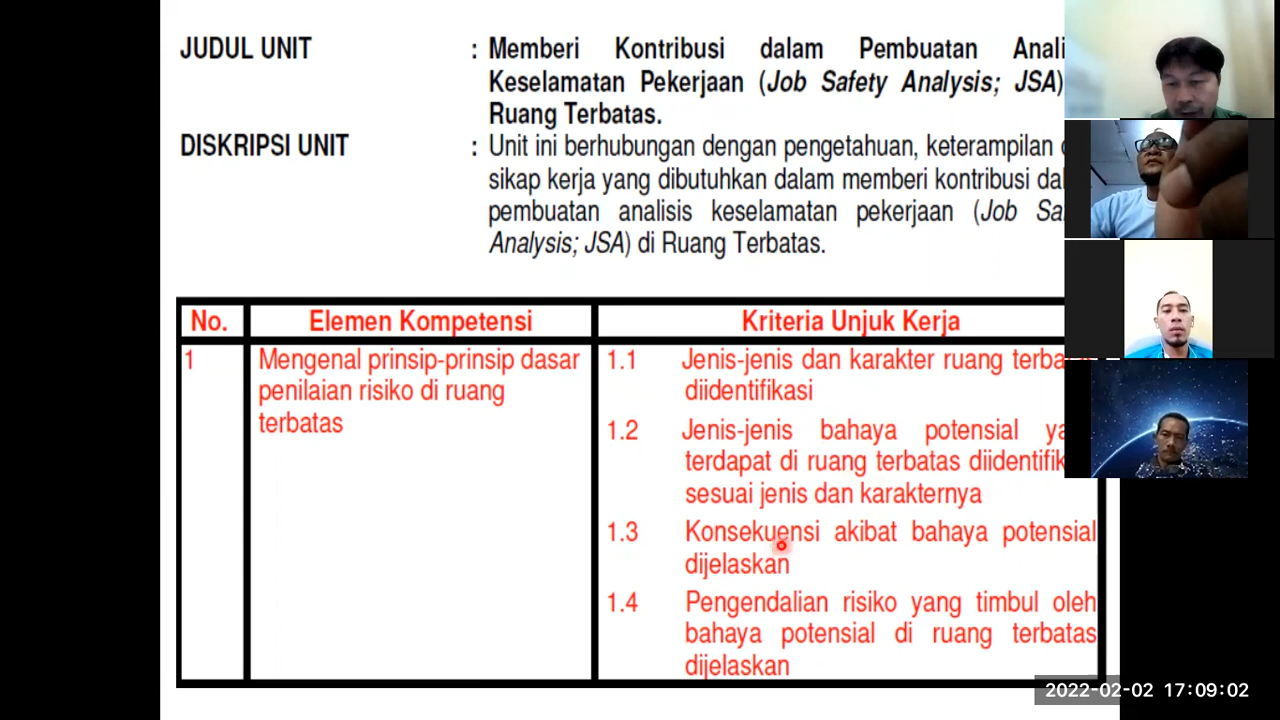 JUDUL UNIT : Memberi Kontribusi dalam Pembuatan
Keselamatan Pekerjaan (Job Safety Analysis; JSA)
Ruang Terbatas.
DISKRIPSI UNIT : Unit ini berhubungan dengan pengetahuan, keterampilan
sikap kerja yang dibutuhkan dalam memberi kontribusi
pembuatan analisis keselamatan pekerjaan (Job
Analysis; JSA) di Ruang Terbatas.
No. Elemen Kompetensi Kriteria Unjuk Kerja
1 Mengenal prinsip-prinsip dasar
penilaian risiko di ruang
terbatas
1.1 Jenis-jenis dan karakter ruang
diidentifikasi
1.2 Jenis-jenis bahaya potensial
terdapat di ruang terbatas
sesuai jenis dan karakternya
1.3 Konsekuensi akibat bahaya potensial
dijelaskan
1.4 Pengendalian risiko yang timbul oleh
bahaya potensial di ruang terbatas
dijelaskan
2022-02-02 17:09:02